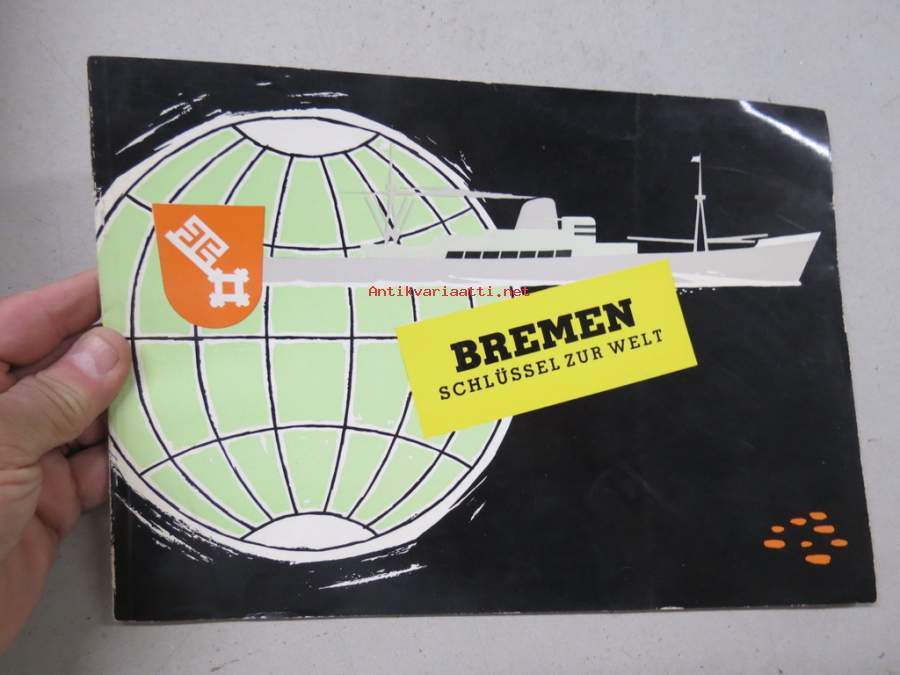 Antikvariaatti.net
BREMEN
SCHLÜSSEL ZUR WELT